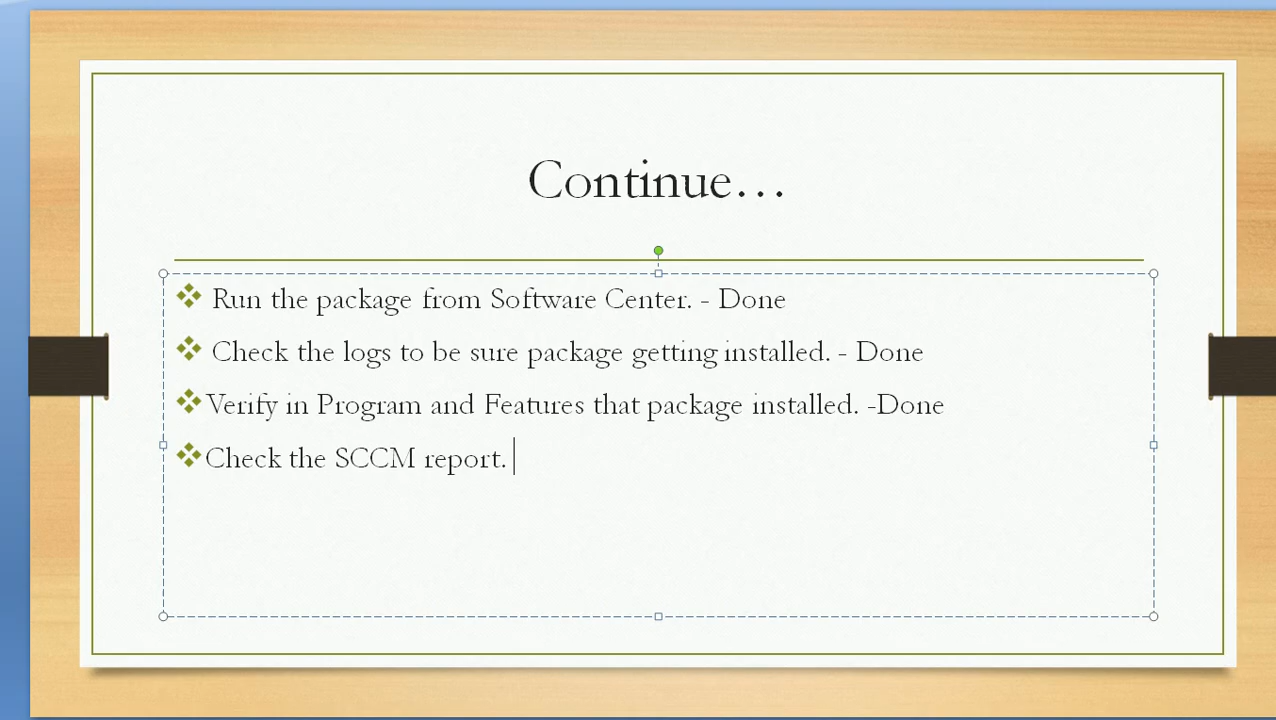 Continue...
Run the package from Software Center. - Done
Check the logs to be sure package getting installed. - Done
Verify in Program and Features that package installed. -Done
Check the SCCM report.